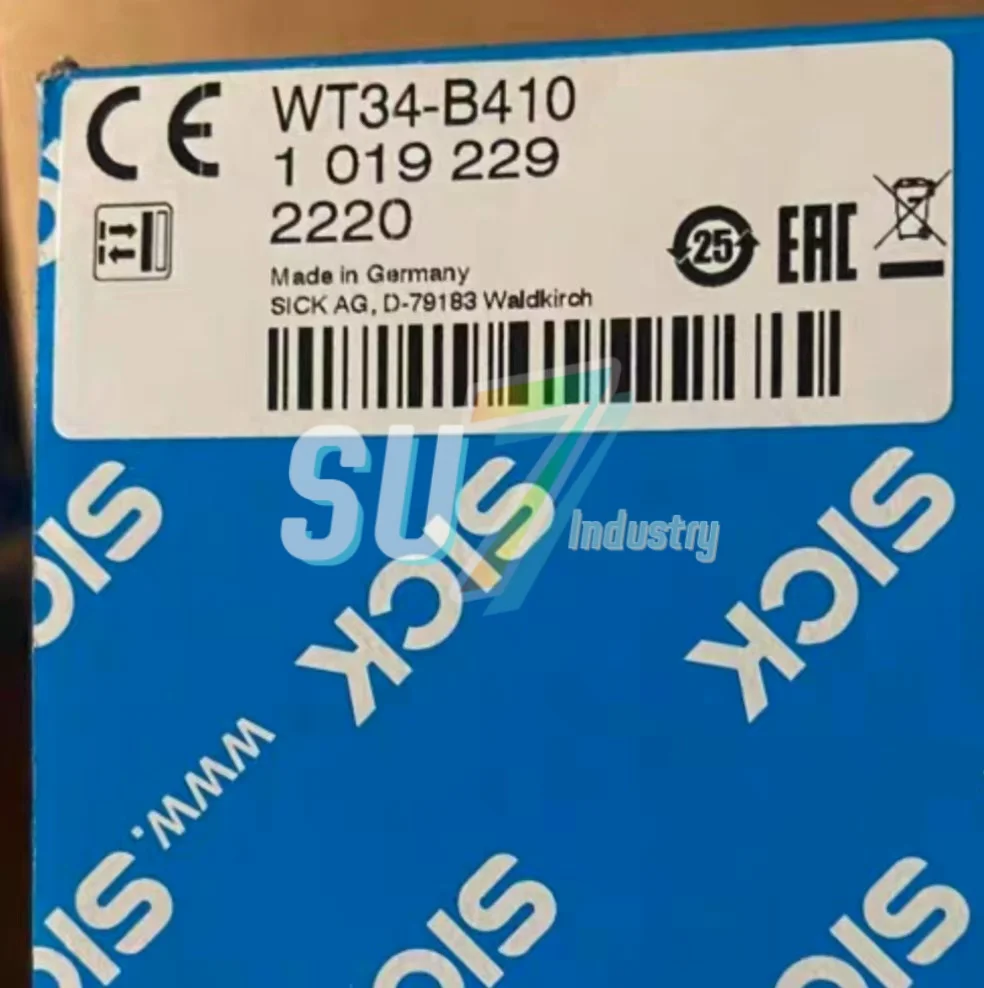 CE WT34-B410
1 019 229
2220
25 EAC
Made in Germany
SICK AG, D-79183 Waldkirch
SU7 Industry
SICK
SICK
SICK
www.
SICK
SICK
SICK